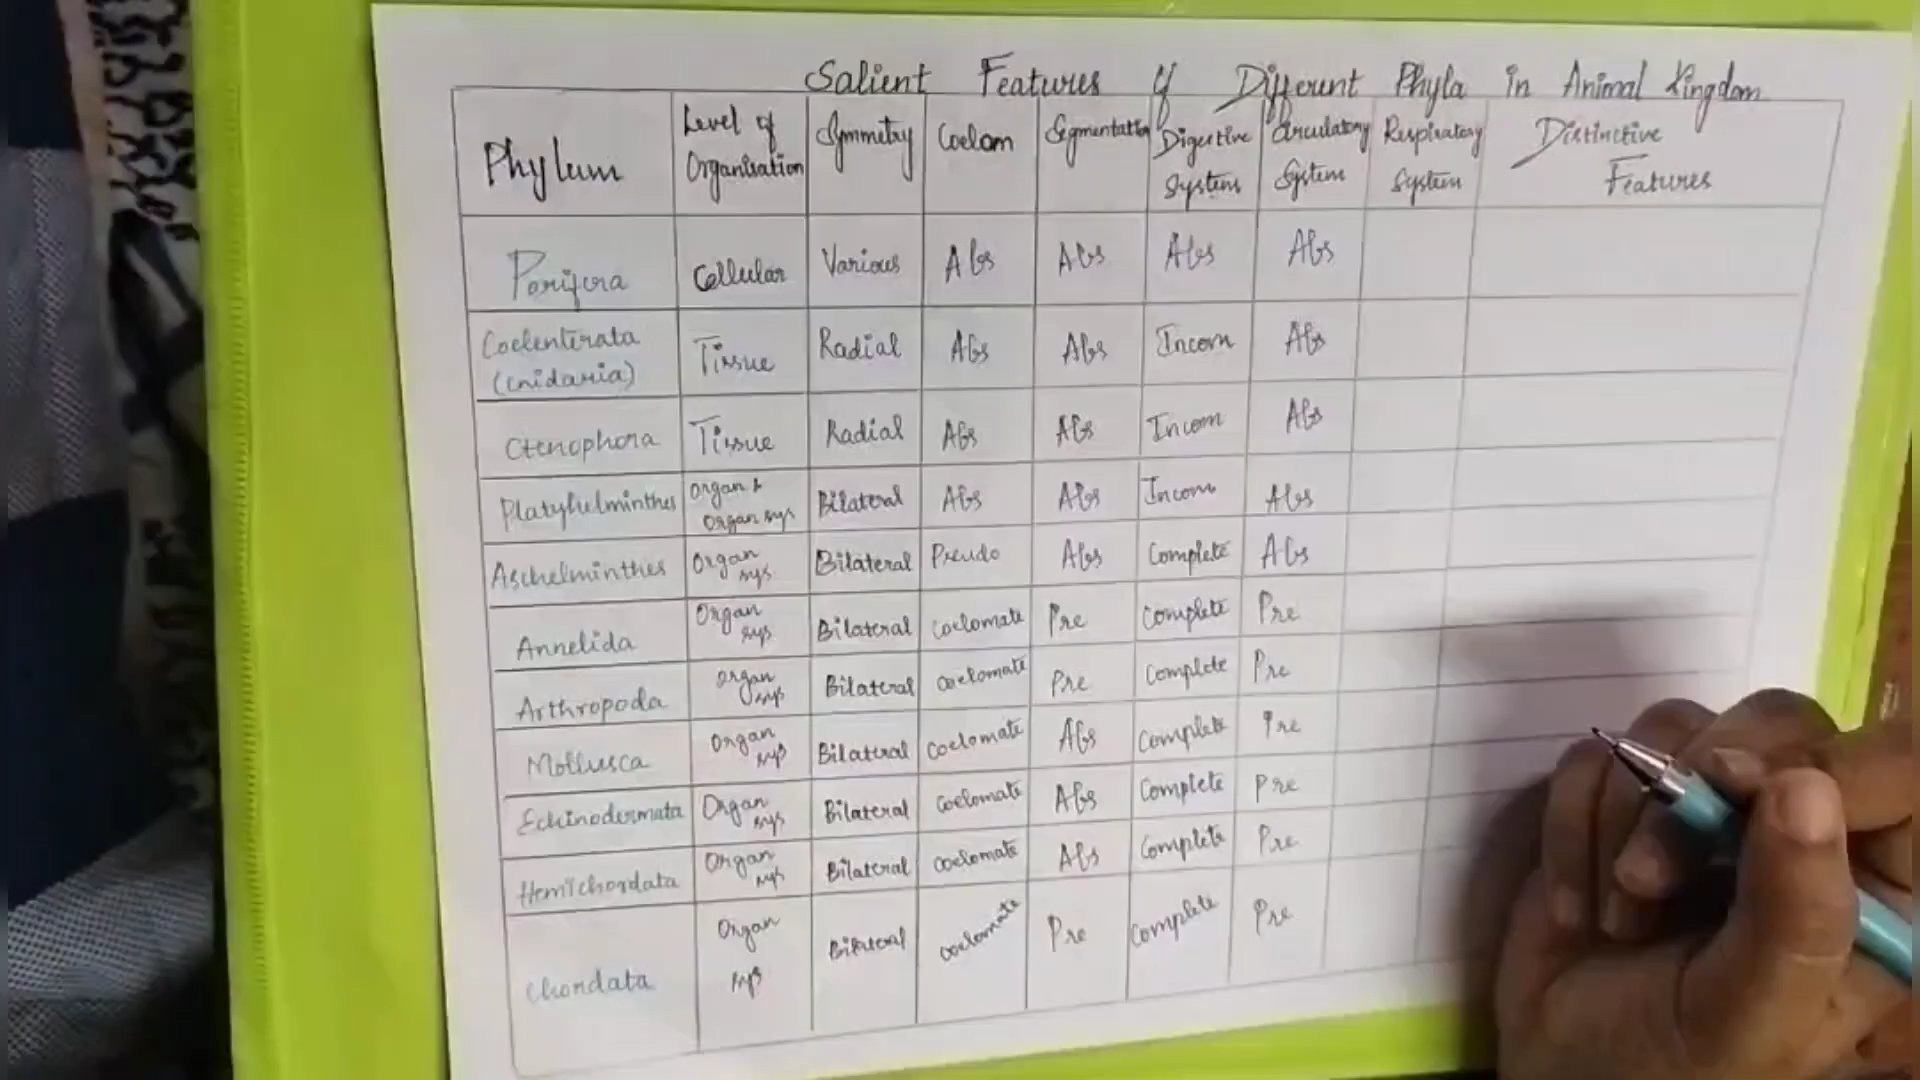 Salient Features of Different Phyla in Animal Kingdom
Phylum Level of Organisation Symmetry Coelom Segmentation Digestive System Circulatory System Respiratory System Distinctive Features
Porifera Cellular Various Abs Abs Abs Abs
Coelenterata (Cnidaria) Tissue Radial Abs Abs Incom Abs
Ctenophora Tissue Radial Abs Abs Incom Abs
Platyhelminthes Organ & Organ sys Bilateral Abs Abs Incom Abs
Aschelminthes Organ sys Bilateral Pseudo Abs Complete Abs
Annelida Organ sys Bilateral Coelomate Pre Complete Pre
Arthropoda Organ sys Bilateral Coelomate Pre Complete Pre
Mollusca Organ sys Bilateral Coelomate Abs Complete Pre
Echinodermata Organ sys Bilateral Coelomate Abs Complete Pre
Hemichordata Organ sys Bilateral Coelomate Abs Complete Pre
Chordata Organ sys Bilateral Coelomate Pre Complete Pre